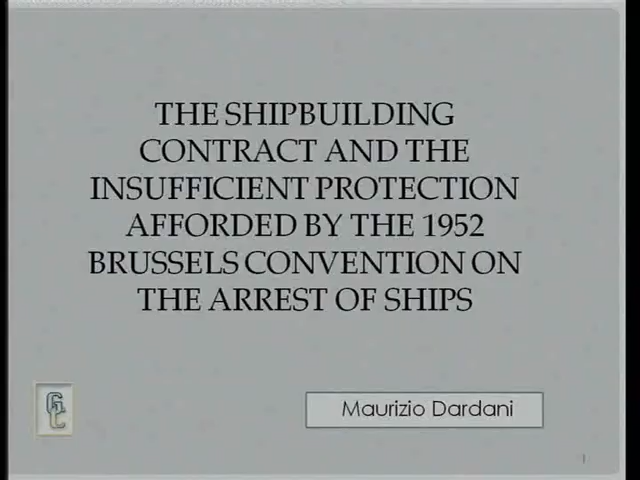 THE SHIPBUILDING
CONTRACT AND THE
INSUFFICIENT PROTECTION
AFFORDED BY THE 1952
BRUSSELS CONVENTION ON
THE ARREST OF SHIPS
Maurizio Dardani
1